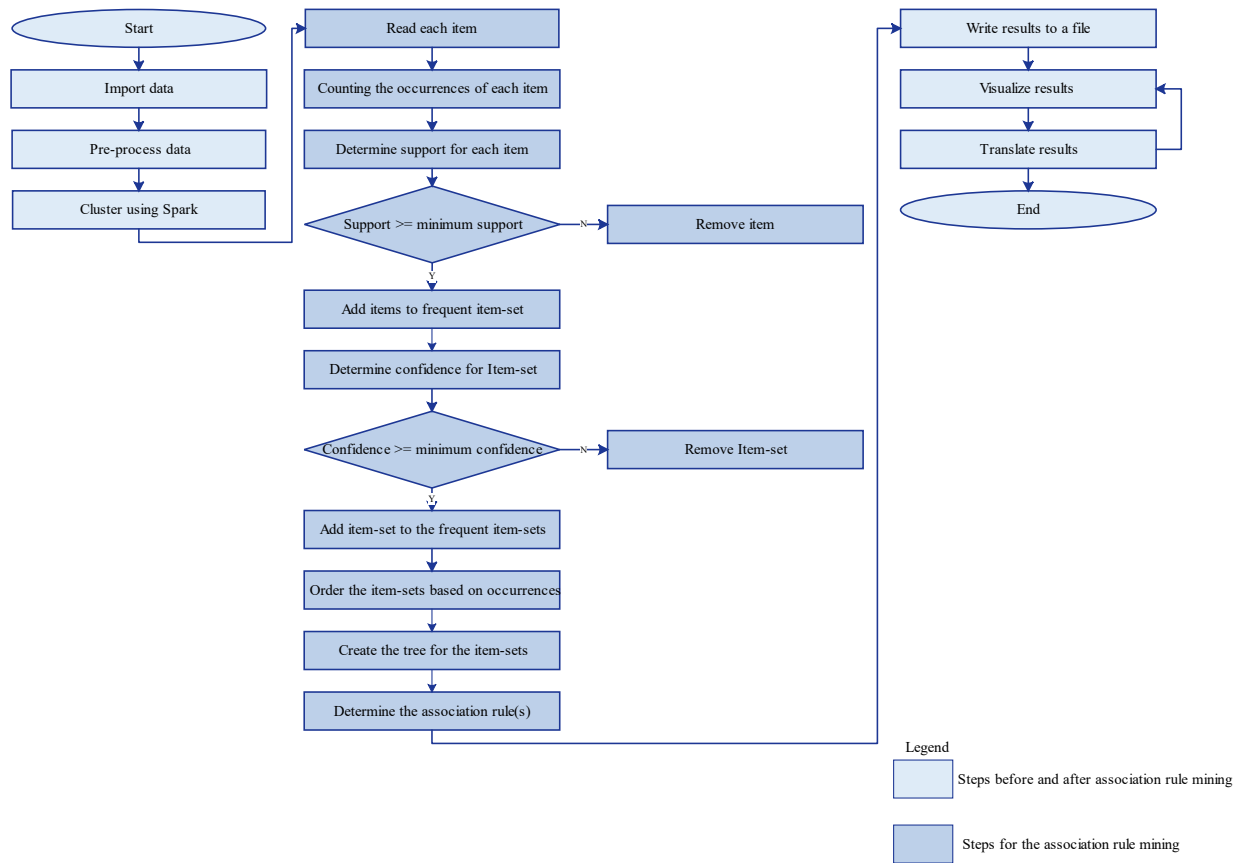 Start
Import data
Pre-process data
Cluster using Spark
Read each item
Counting the occurrences of each item
Determine support for each item
Support >= minimum support
N
Remove item
Y
Add items to frequent item-set
Determine confidence for Item-set
Confidence >= minimum confidence
N
Remove Item-set
Y
Add item-set to the frequent item-sets
Order the item-sets based on occurrences
Create the tree for the item-sets
Determine the association rule(s)
Write results to a file
Visualize results
Translate results
End
Legend
Steps before and after association rule mining
Steps for the association rule mining